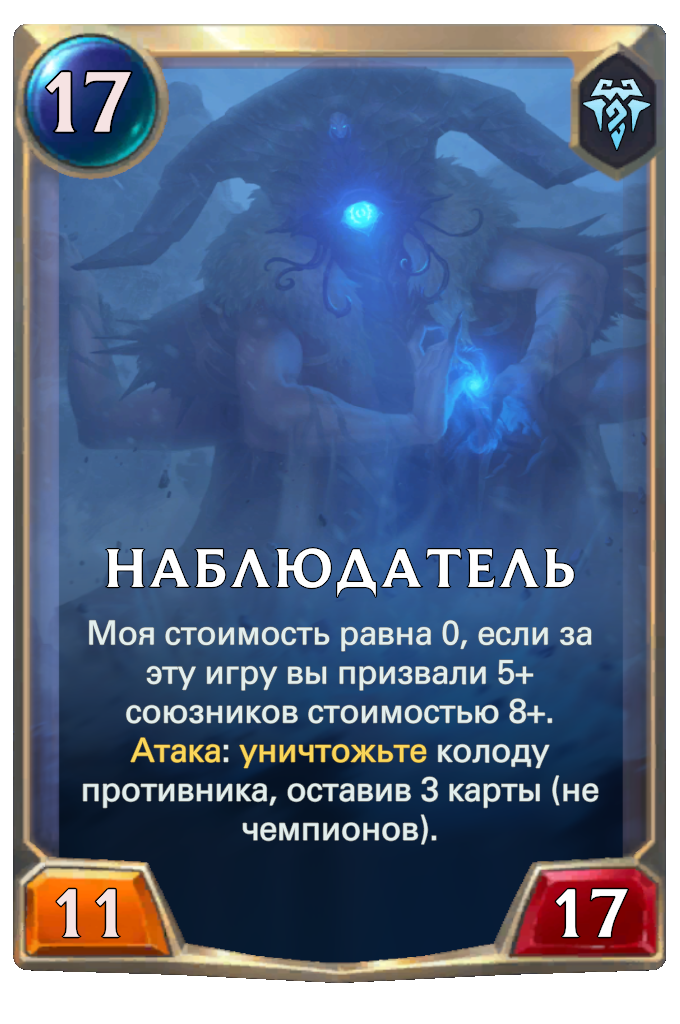 17
НАБЛЮДАТЕЛЬ
Моя стоимость равна 0, если за
эту игру вы призвали 5+
союзников стоимостью 8+.
Атака: уничтожьте колоду
противника, оставив 3 карты (не
чемпионов).
11
17